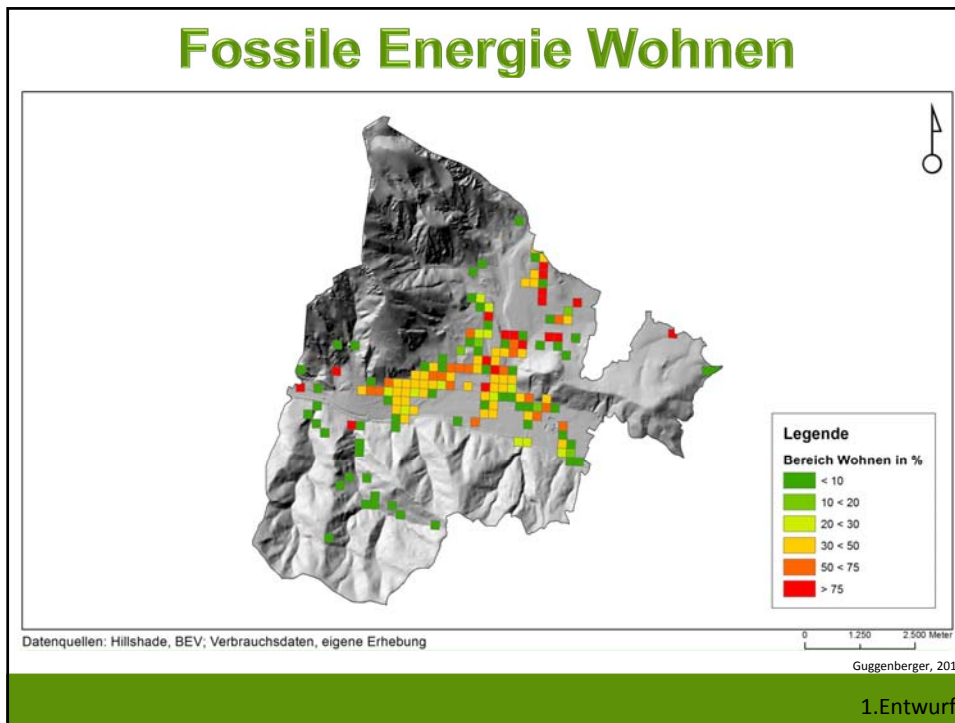 Fossile Energie Wohnen
Legende
Bereich Wohnen in %
< 10
10 < 20
20 < 30
30 < 50
50 < 75
> 75
Datenquellen: Hillshade, BEV; Verbrauchsdaten, eigene Erhebung
0 1.250 2.500 Meter
Guggenberger, 201
1.Entwurf